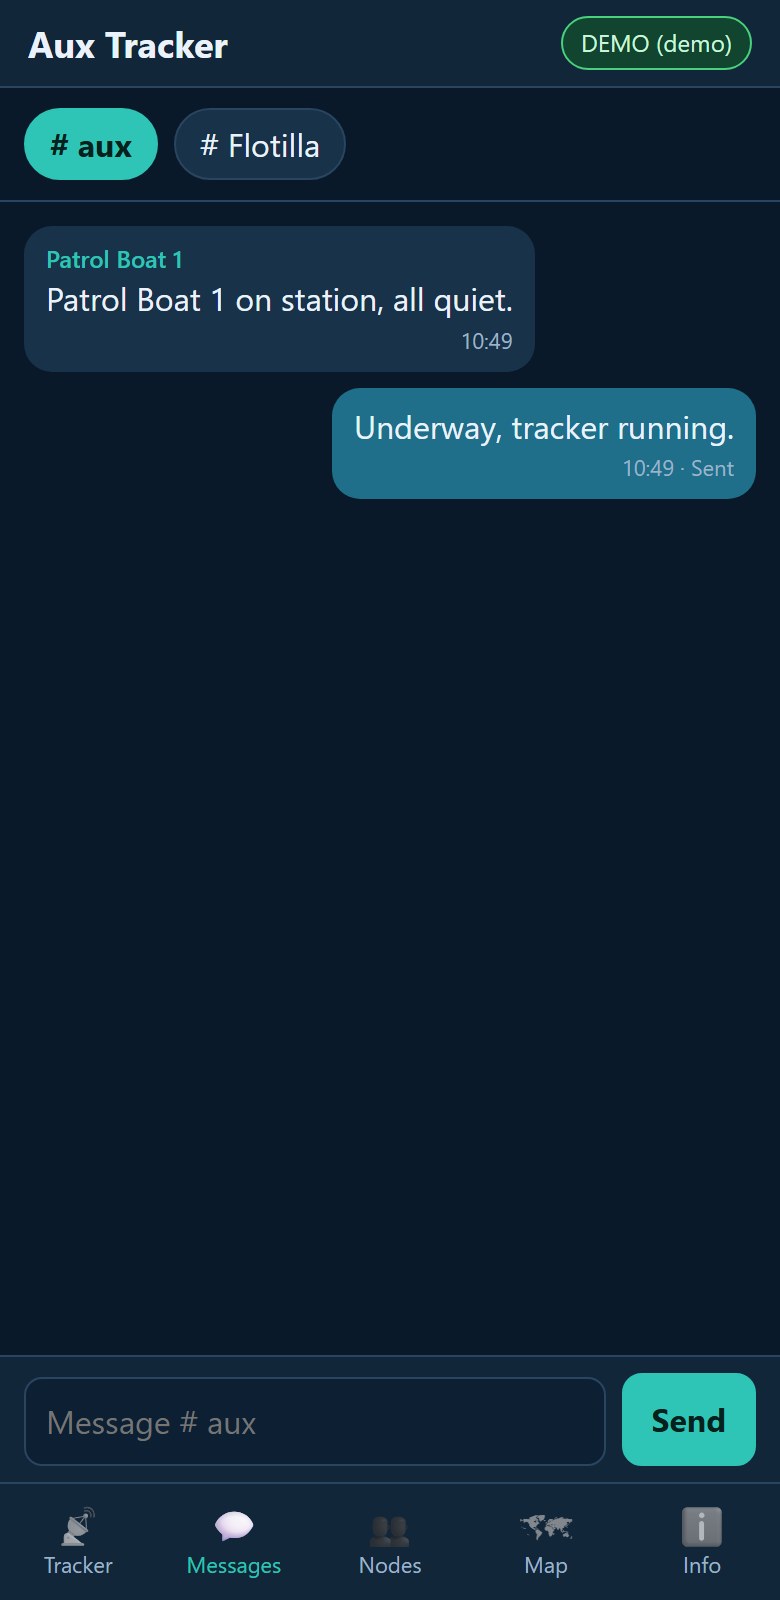 Aux Tracker
DEMO (demo)
# aux
# Flotilla
Patrol Boat 1
Patrol Boat 1 on station, all quiet.
10:49
Underway, tracker running.
10:49 · Sent
Message # aux
Send
Tracker
Messages
Nodes
Map
Info